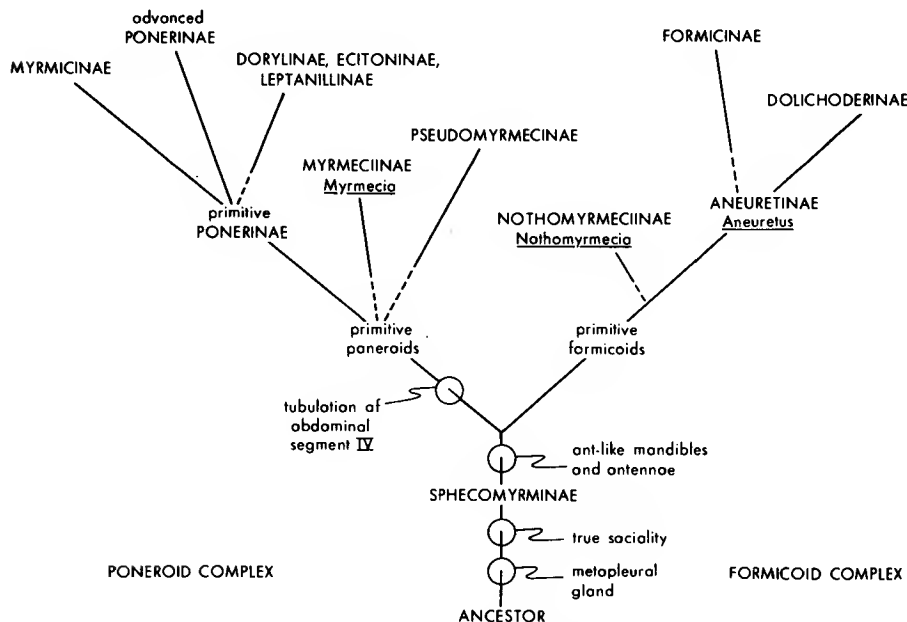 advanced
PONERINAE
MYRMICINAE
DORYLINAE, ECITONINAE,
LEPTANILLINAE
FORMICINAE
DOLICHODERINAE
PSEUDOMYRMECINAE
MYRMECIINAE
Myrmecia
primitive
PONERINAE
NOTHOMYRMECIINAE
Nothomyrmecia
ANEURETINAE
Aneuretus
primitive
paneroids
primitive
formicoids
tubulation af
abdominal
segment IV
ant-like mandibles
and antennae
SPHECOMYRMINAE
true saciality
metapleural
gland
PONEROID COMPLEX
FORMICOID COMPLEX
ANCESTOR